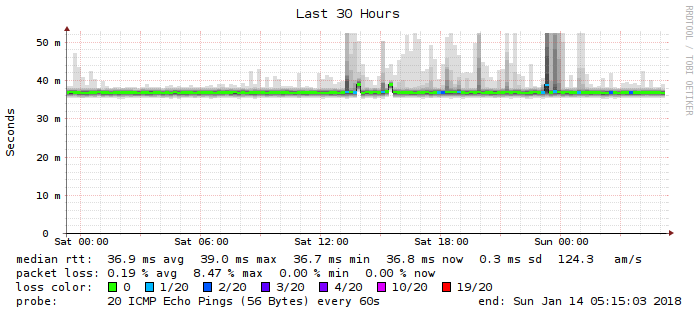 Last 30 Hours
RRDTOOL / TOBI OETIKER
Seconds
50 m
40 m
30 m
20 m
10 m
0
Sat 00:00 Sat 06:00 Sat 12:00 Sat 18:00 Sun 00:00
median rtt: 36.9 ms avg 39.0 ms max 36.7 ms min 36.8 ms now 0.3 ms sd 124.3 am/s
packet loss: 0.19 % avg 8.47 % max 0.00 % min 0.00 % now
loss color: 0 1/20 2/20 3/20 4/20 10/20 19/20
probe: 20 ICMP Echo Pings (56 Bytes) every 60s end: Sun Jan 14 05:15:03 2018